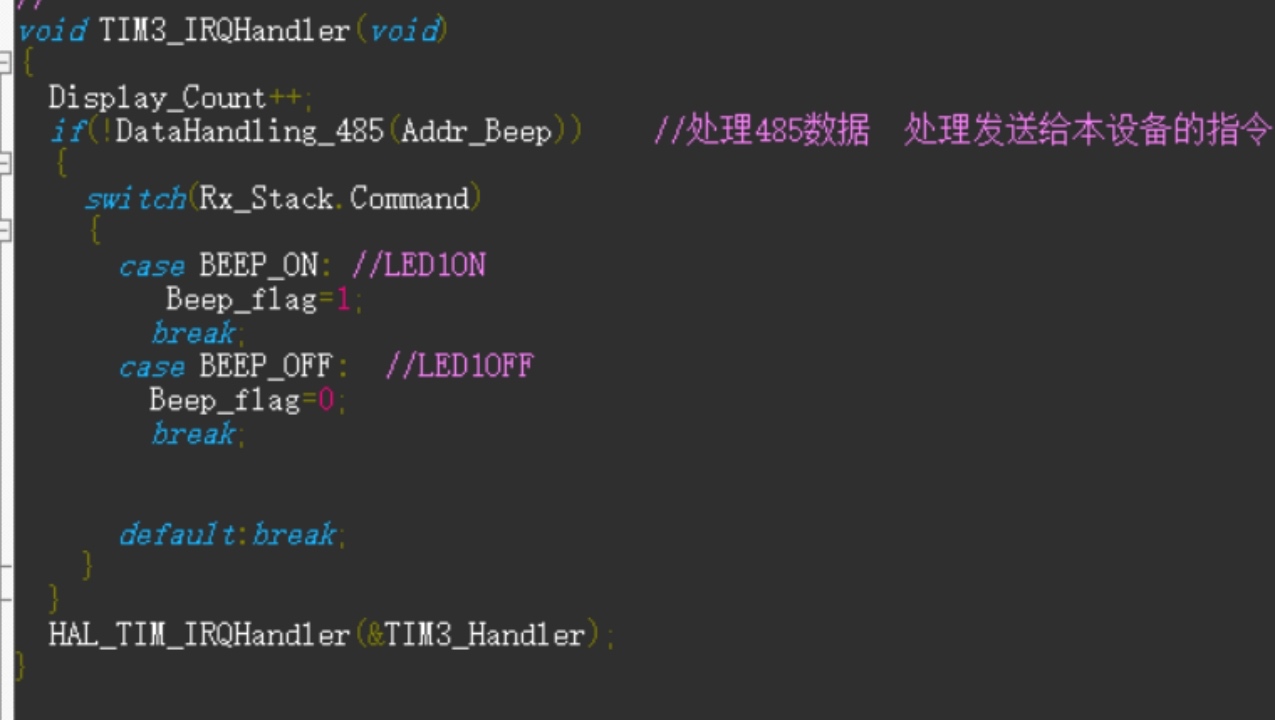 //
void TIM3_IRQHandler(void)
{
Display_Count++;
if(!DataHandling_485(Addr_Beep)) //处理485数据 处理发送给本设备的指令
{
switch(Rx_Stack.Command)
{
case BEEP_ON: //LED1ON
Beep_flag=1;
break;
case BEEP_OFF: //LED1OFF
Beep_flag=0;
break;
default:break;
}
}
HAL_TIM_IRQHandler(&TIM3_Handler);
}